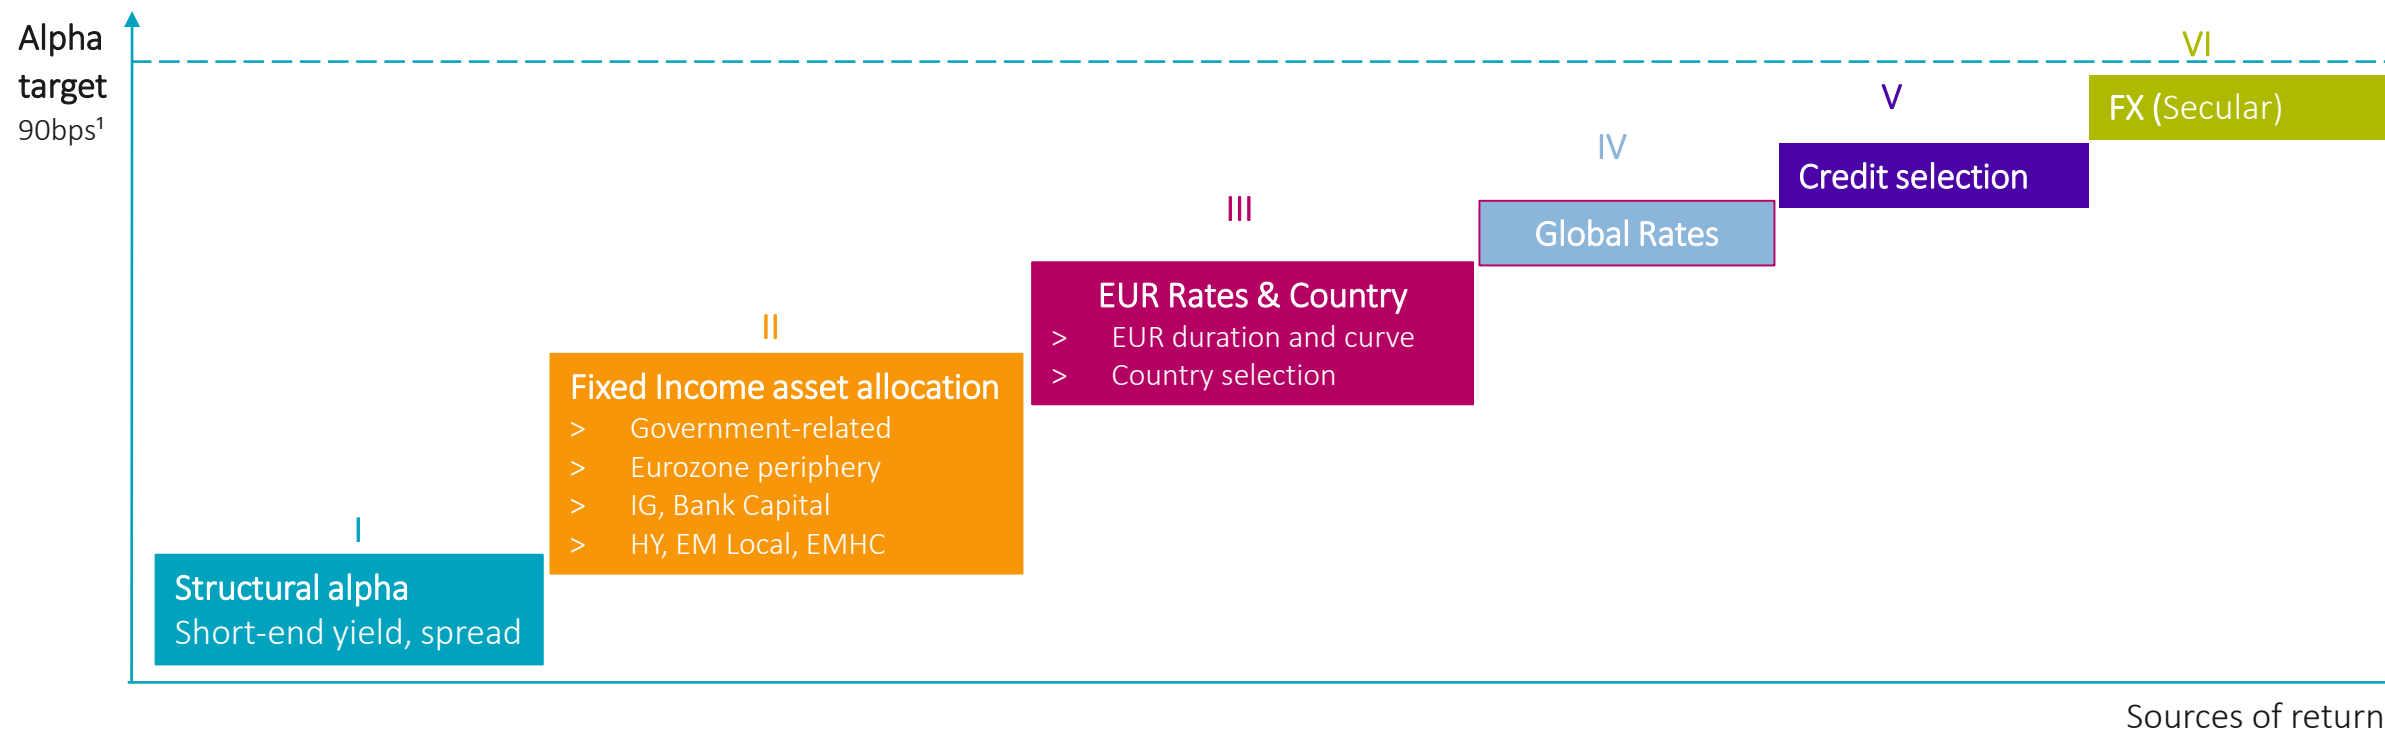 Alpha
target
90bps¹
I
Structural alpha
Short-end yield, spread
II
Fixed Income asset allocation
> Government-related
> Eurozone periphery
> IG, Bank Capital
> HY, EM Local, EMHC
III
EUR Rates & Country
> EUR duration and curve
> Country selection
IV
Global Rates
V
Credit selection
VI
FX (Secular)
Sources of return